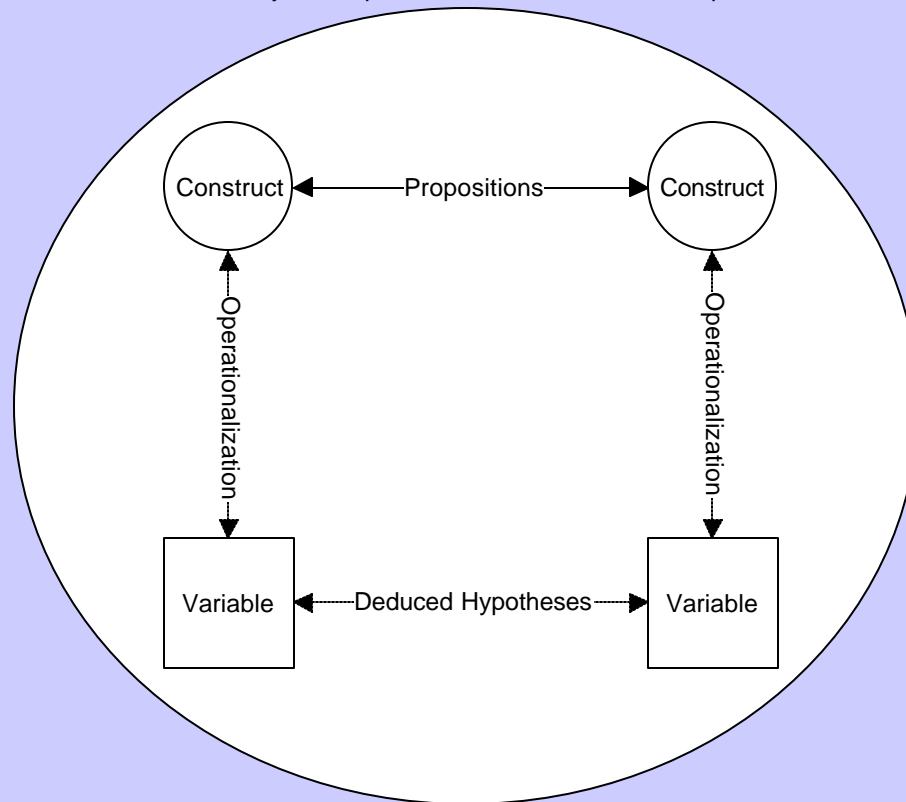 Construct
Propositions
Construct
Operationalization
Operationalization
Variable
Deduced Hypotheses
Variable